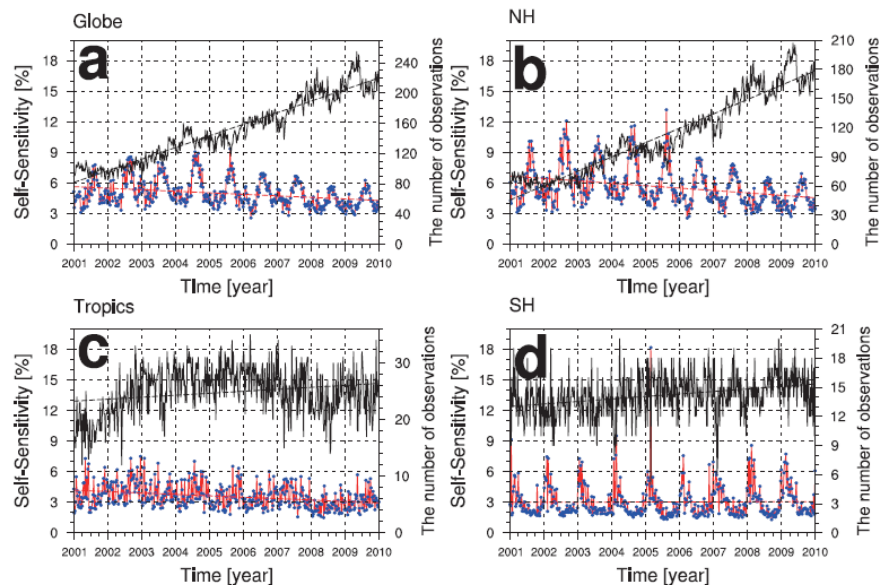 Globe
NH
a
b
Self-Sensitivity [%]
18
15
12
9
6
3
0
240
200
160
120
80
40
0
The number of observations
2001 2002 2003 2004 2005 2006 2007 2008 2009 2010
Time [year]
Self-Sensitivity [%]
18
15
12
9
6
3
0
210
180
150
120
90
60
30
0
The number of observations
2001 2002 2003 2004 2005 2006 2007 2008 2009 2010
Time [year]
Tropics
SH
c
d
Self-Sensitivity [%]
18
15
12
9
6
3
0
30
20
10
0
The number of observations
2001 2002 2003 2004 2005 2006 2007 2008 2009 2010
Time [year]
Self-Sensitivity [%]
18
15
12
9
6
3
0
21
18
15
12
9
6
3
0
The number of observations
2001 2002 2003 2004 2005 2006 2007 2008 2009 2010
Time [year]